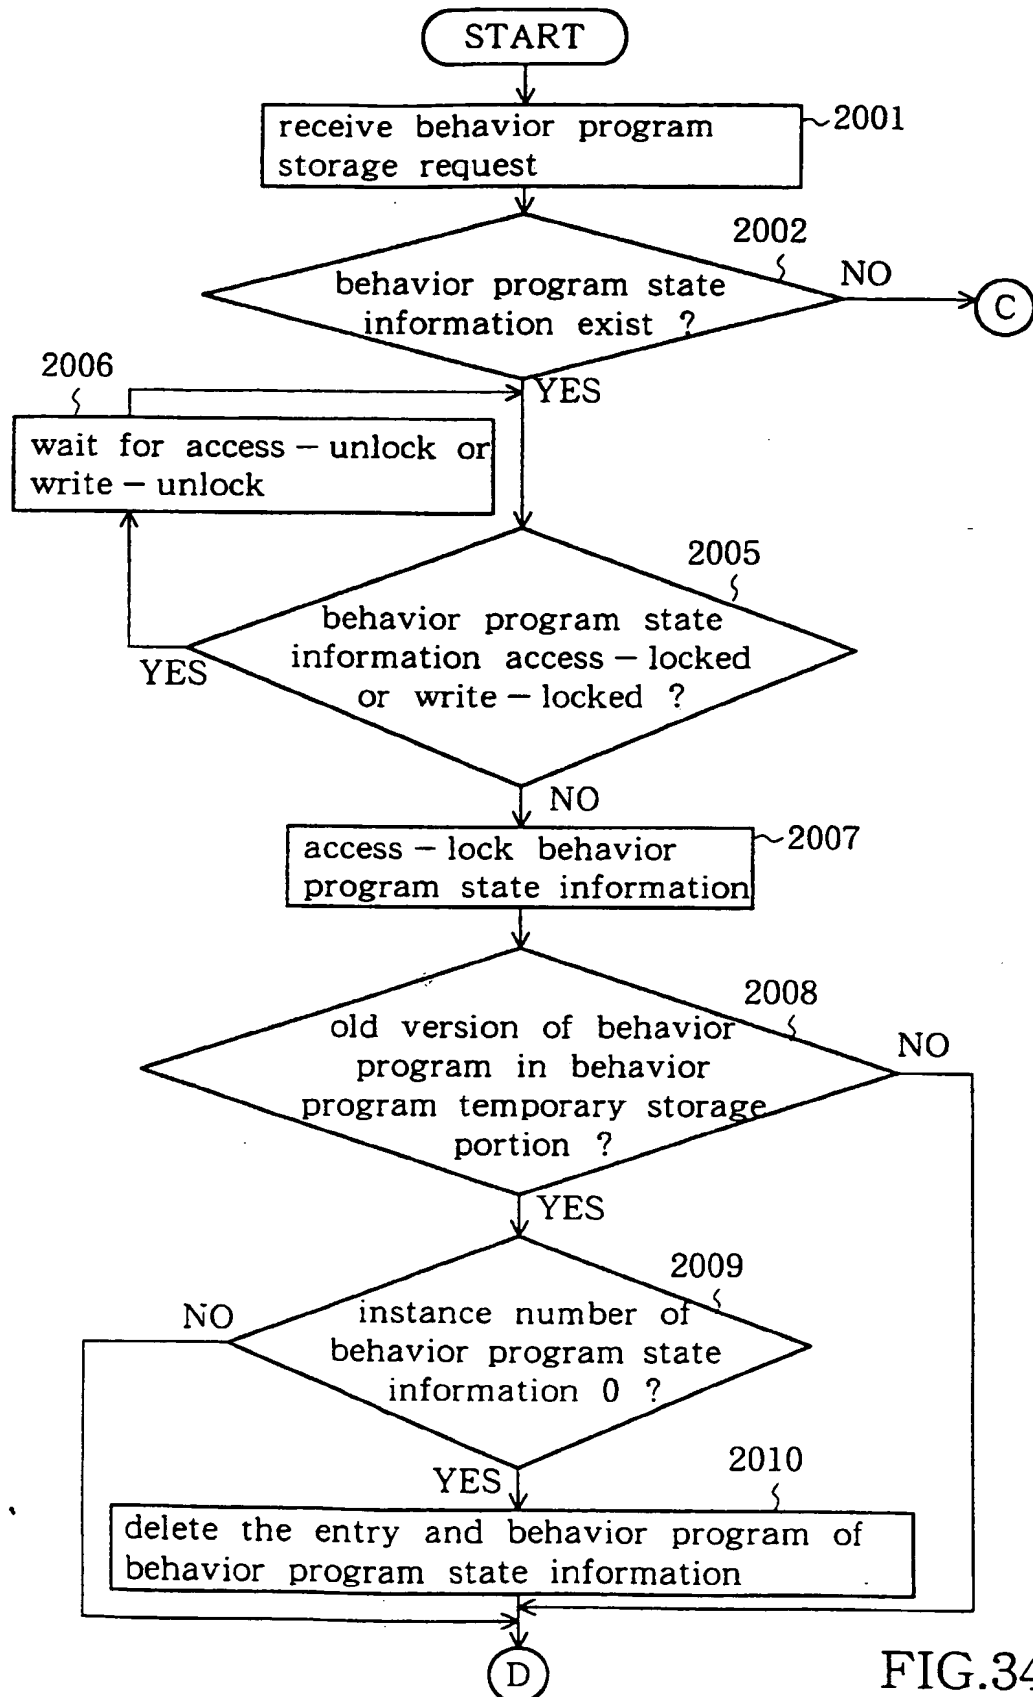 START
receive behavior program
storage request
2001
2002
behavior program state
information exist ?
NO
C
YES
2006
wait for access – unlock or
write – unlock
2005
behavior program state
information access – locked
or write – locked ?
YES
NO
2007
access – lock behavior
program state information
2008
old version of behavior
program in behavior
program temporary storage
portion ?
NO
YES
2009
instance number of
behavior program state
information 0 ?
NO
YES
2010
delete the entry and behavior program of
behavior program state information
D
FIG.34